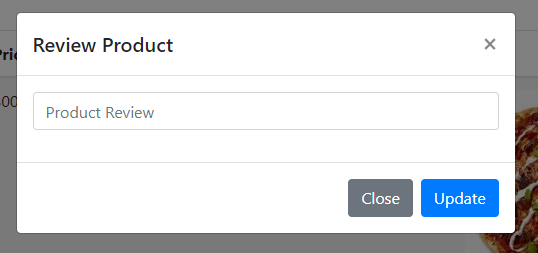 Review Product
×
Product Review
Close
Update